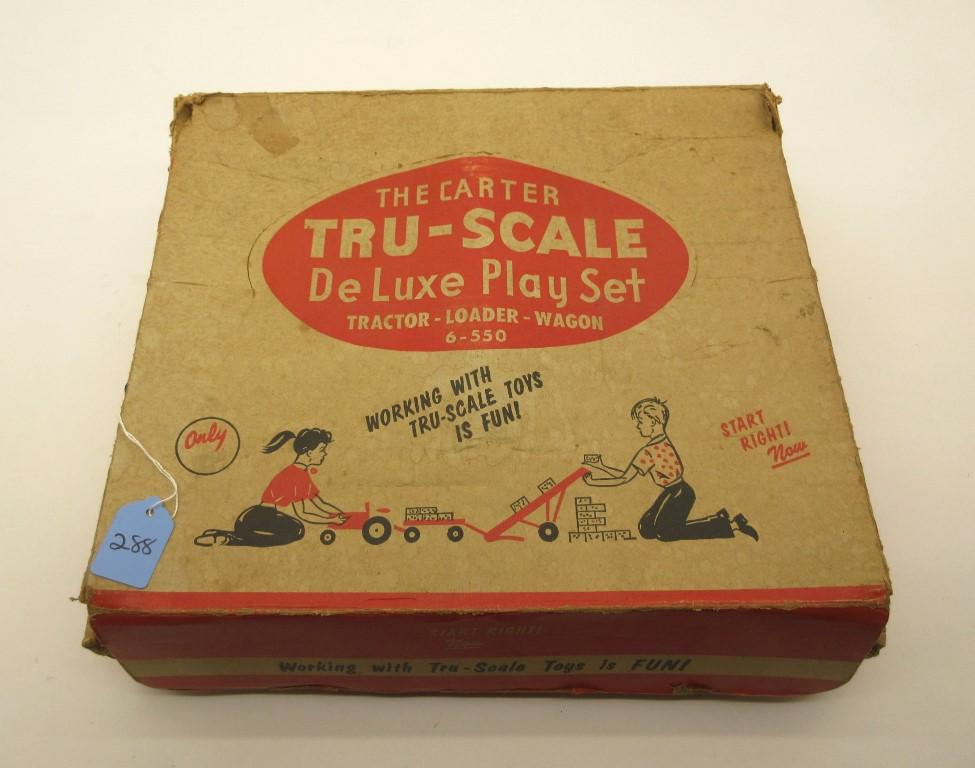 THE CARTER
TRU-SCALE
De Luxe Play Set
TRACTOR - LOADER - WAGON
6-550
WORKING WITH
TRU-SCALE TOYS
IS FUN!
Only
START
RIGHT!
Now
288
START RIGHT!
Now
Working with Tru-Scale Toys is FUN!